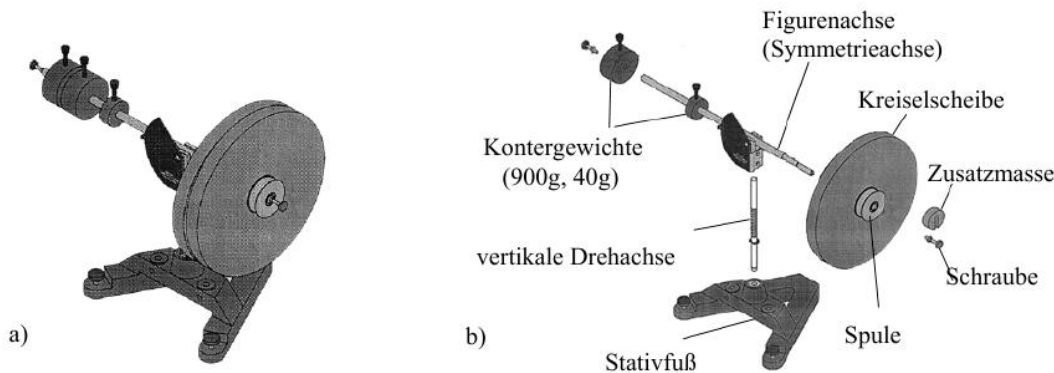 Figurenachse
(Symmetrieachse)
Kreiselscheibe
Kontergewichte
(900g, 40g)
Zusatzmasse
vertikale Drehachse
Schraube
a)
b)
Stativfuß
Spule